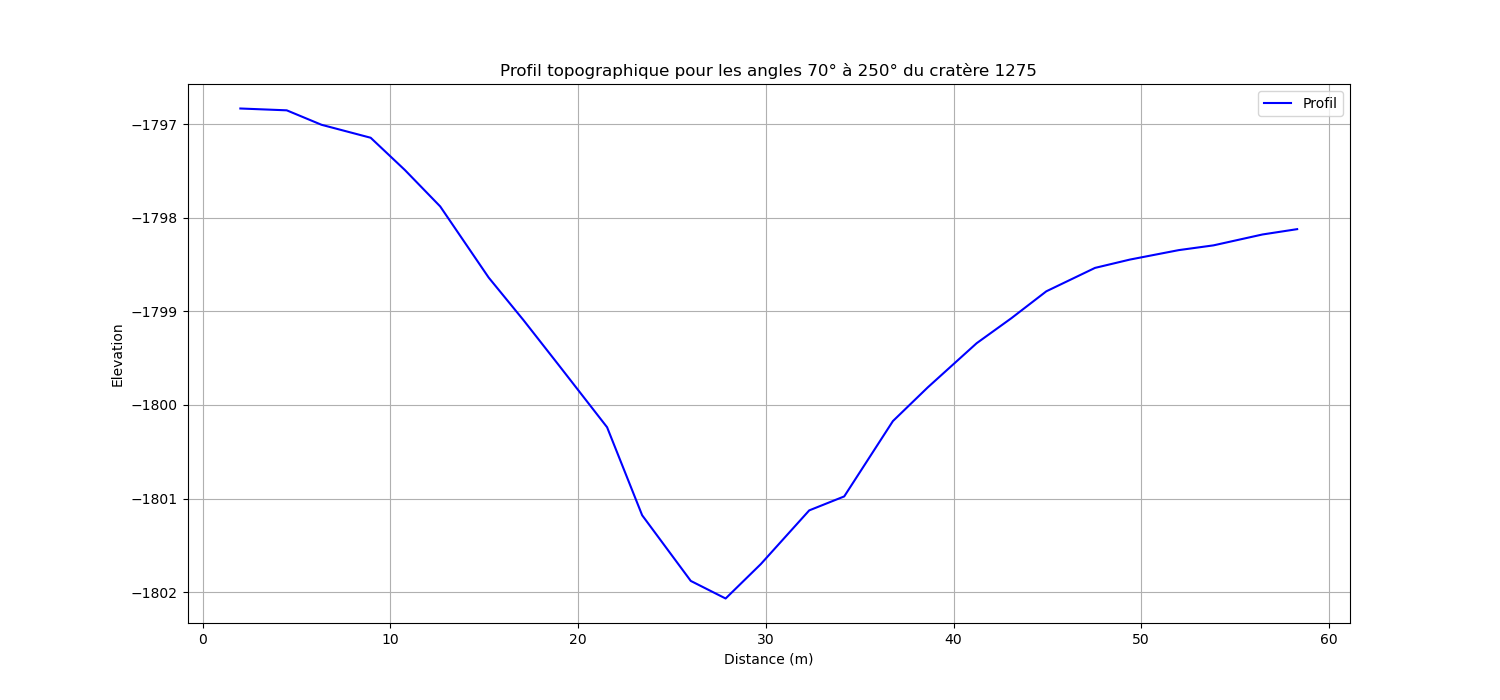 Profil topographique pour les angles 70° à 250° du cratère 1275
Profil
−1797
−1798
−1799
−1800
−1801
−1802
Elevation
0 10 20 30 40 50 60
Distance (m)